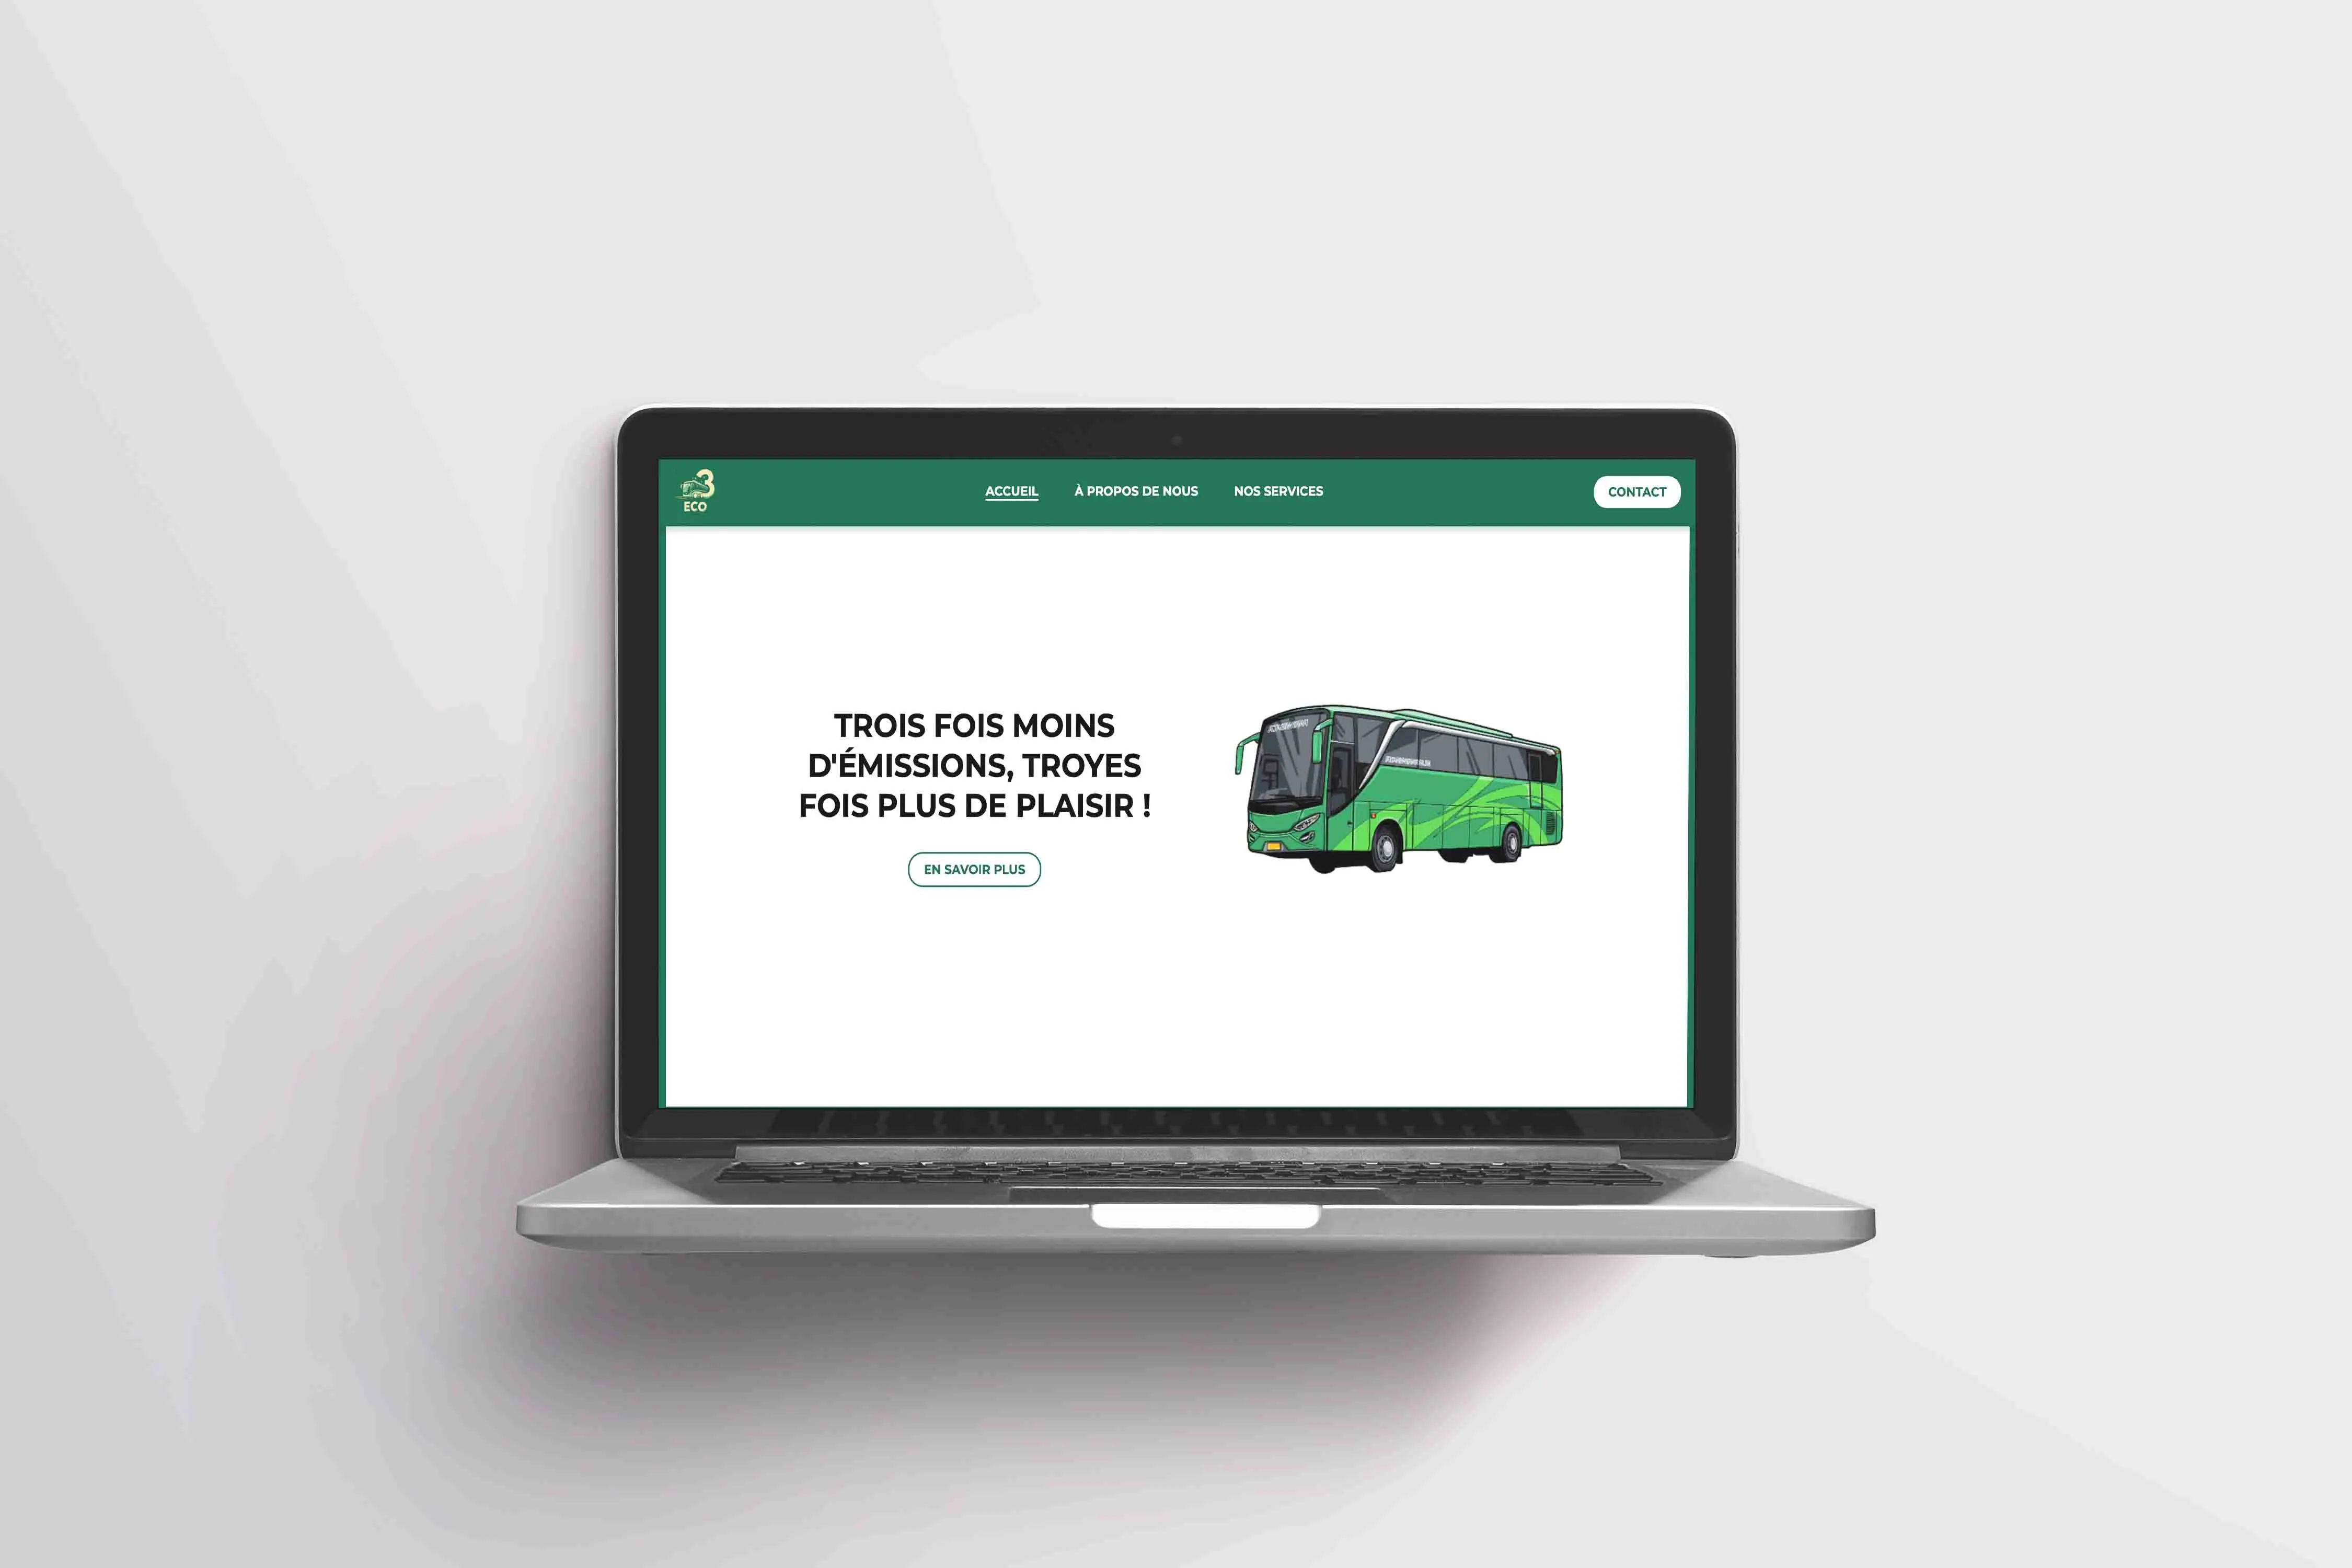 3
ECO
ACCUEIL
À PROPOS DE NOUS
NOS SERVICES
CONTACT
TROIS FOIS MOINS
D'ÉMISSIONS, TROYES
FOIS PLUS DE PLAISIR !
EN SAVOIR PLUS